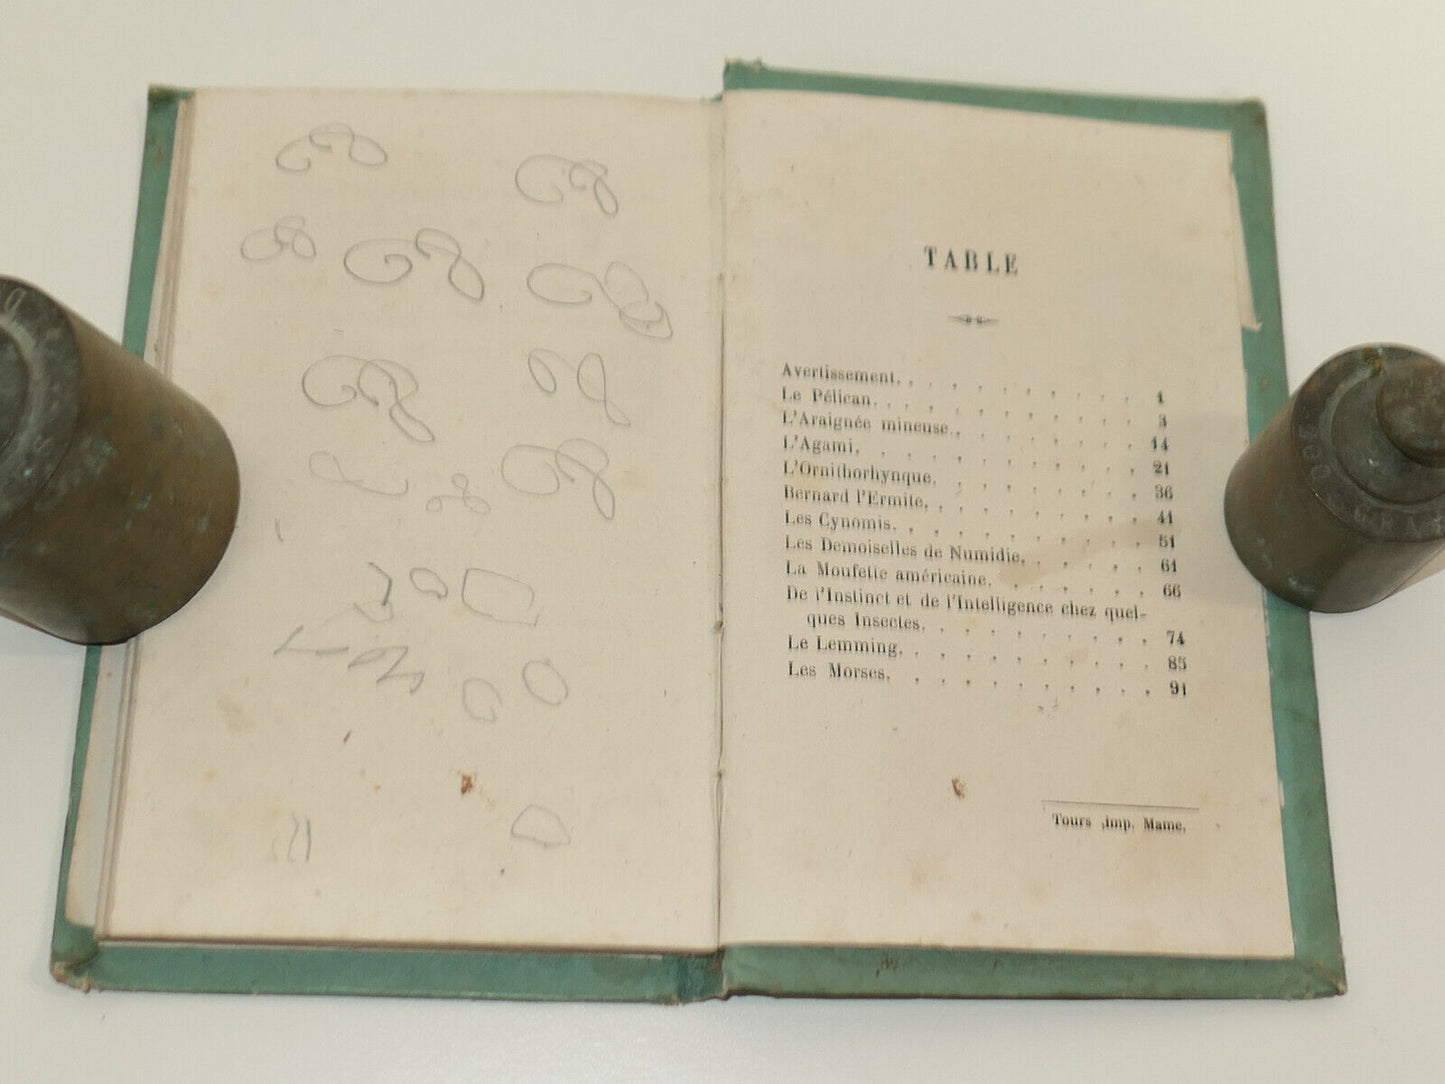 TABLE
Avertissement. 1
Le Pélican. 3
L'Araignée mineuse. 14
L'Agami. 21
L'Ornithorhynque. 36
Bernard l'Ermite. 41
Les Cynomis. 51
Les Demoiselles de Numidie. 61
La Moufette américaine. 66
De l'Instinct et de l'Intelligence chez quel-
ques Insectes. 74
Le Lemming. 85
Les Morses. 91
Tours, imp. Mame.